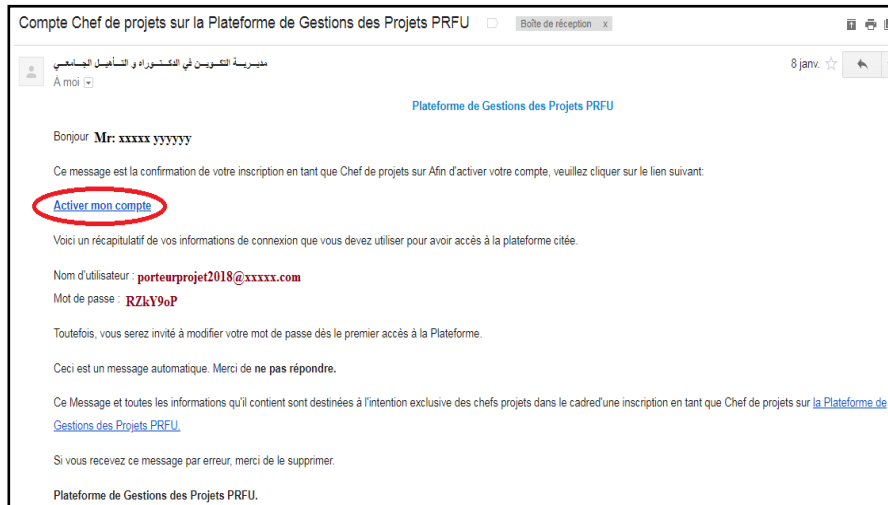 Compte Chef de projets sur la Plateforme de Gestions des Projets PRFU
Boîte de réception x
مديـريـــة التكـويــن في الدكـتــوراه و التــأهيــل الجــامعــي
8 janv.
À moi
Plateforme de Gestions des Projets PRFU
Bonjour Mr: xxxxx yyyyyy
Ce message est la confirmation de votre inscription en tant que Chef de projets sur Afin d'activer votre compte, veuillez cliquer sur le lien suivant:
Activer mon compte
Voici un récapitulatif de vos informations de connexion que vous devez utiliser pour avoir accès à la plateforme citée.
Nom d'utilisateur : porteurprojet2018@xxxxx.com
Mot de passe : RZkY9oP
Toutefois, vous serez invité à modifier votre mot de passe dès le premier accès à la Plateforme.
Ceci est un message automatique. Merci de ne pas répondre.
Ce Message et toutes les informations qu'il contient sont destinées à l'intention exclusive des chefs projets dans le cadred'une inscription en tant que Chef de projets sur la Plateforme de
Gestions des Projets PRFU.
Si vous recevez ce message par erreur, merci de le supprimer.
Plateforme de Gestions des Projets PRFU.